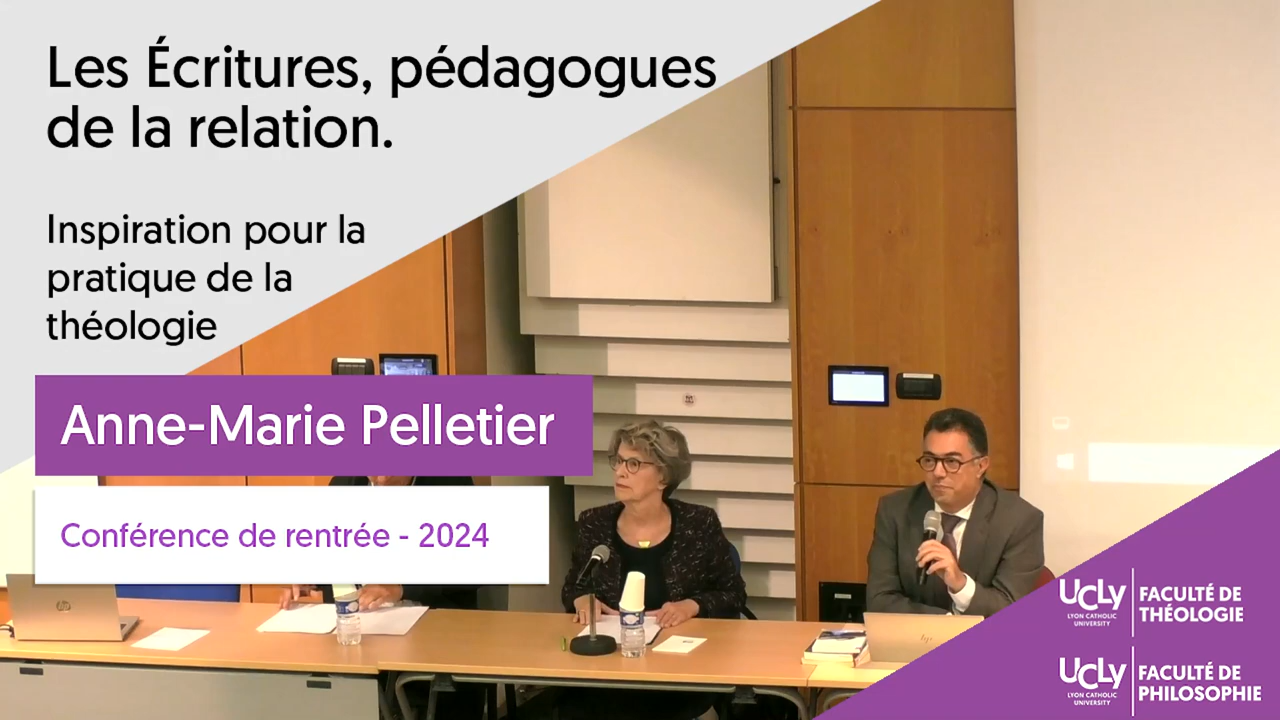 Les Écritures, pédagogues
de la relation.
Inspiration pour la
pratique de la
théologie
Anne-Marie Pelletier
Conférence de rentrée - 2024
UCLy
LYON CATHOLIC
UNIVERSITY
FACULTÉ DE
THÉOLOGIE
UCLy
LYON CATHOLIC
UNIVERSITY
FACULTÉ DE
PHILOSOPHIE
hp